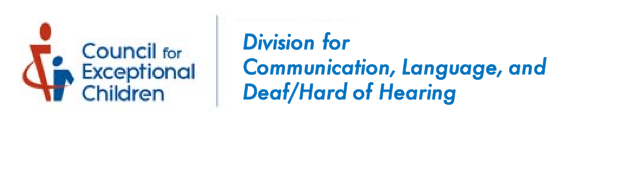 Council for
Exceptional
Children
Division for
Communication, Language, and
Deaf/Hard of Hearing